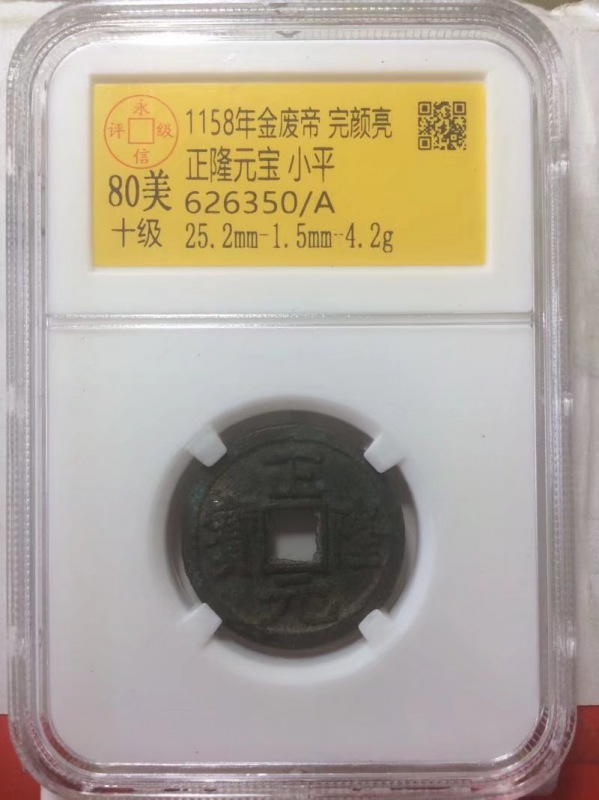 永信评级
1158年金废帝 完颜亮
正隆元宝 小平
80美 626350/A
十级 25.2mm-1.5mm-4.2g
正隆元